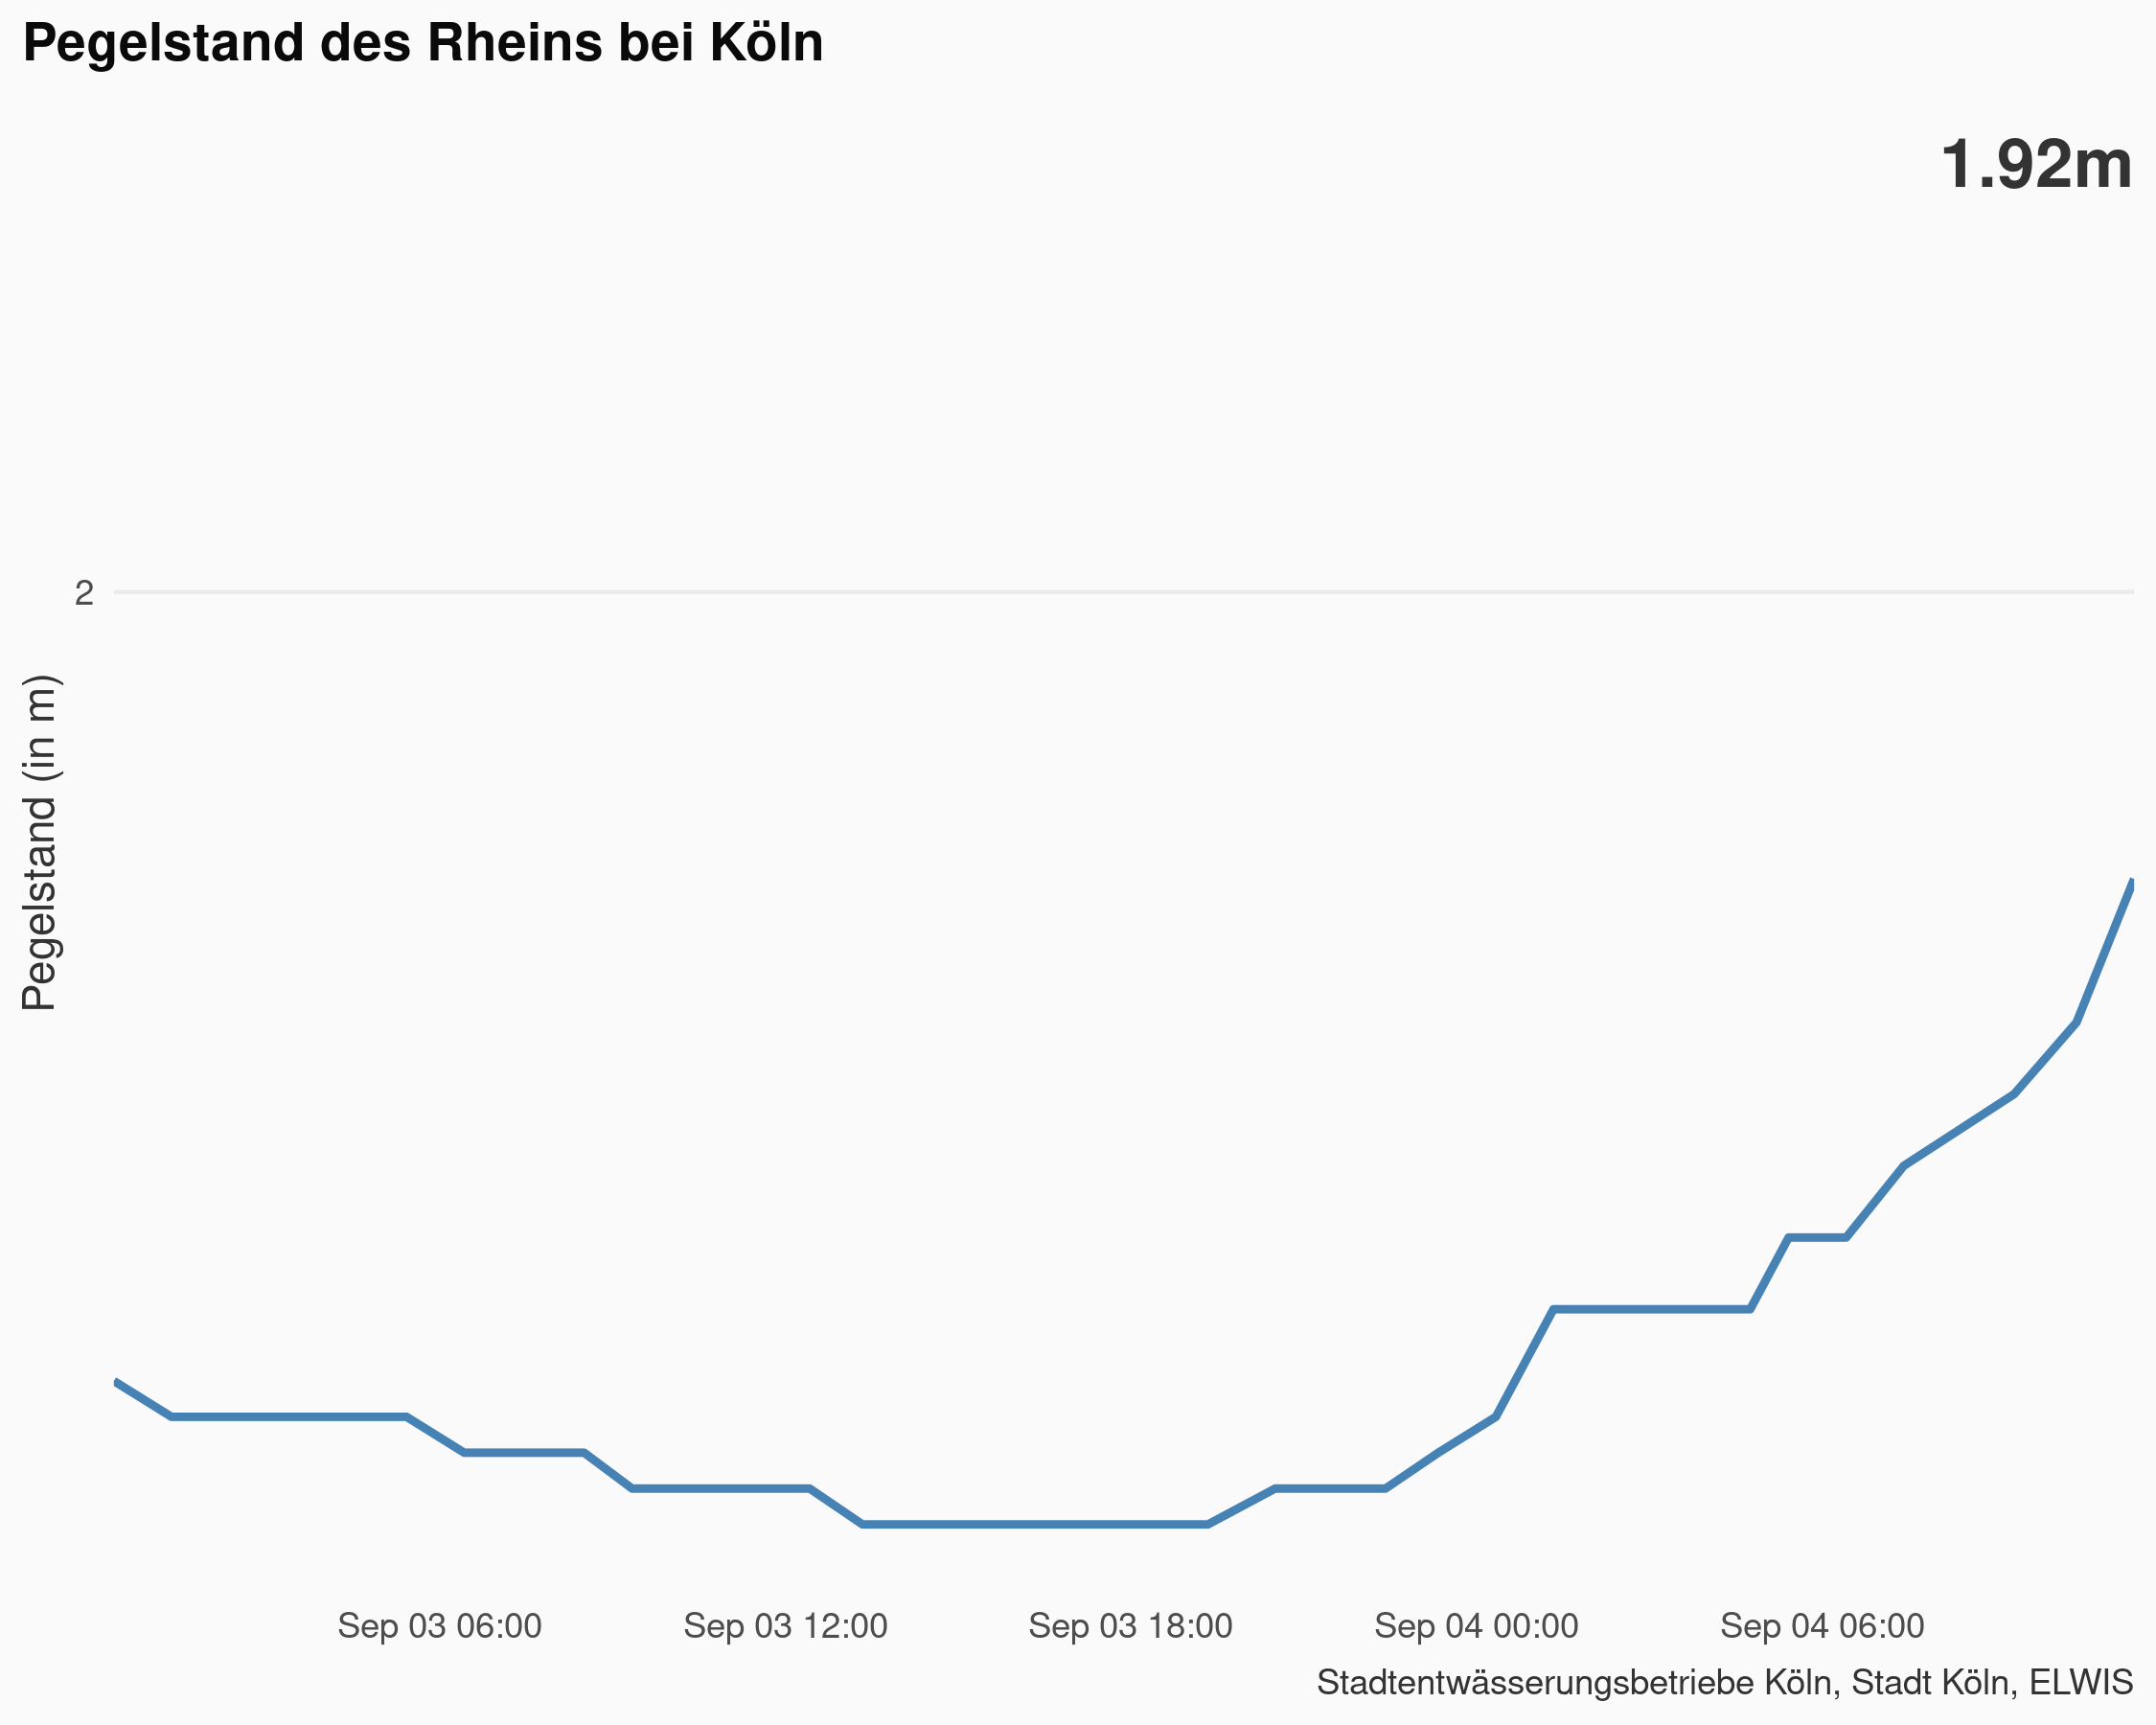 Pegelstand des Rheins bei Köln
1.92m
2
Pegelstand (in m)
Sep 03 06:00 Sep 03 12:00 Sep 03 18:00 Sep 04 00:00 Sep 04 06:00
Stadtentwässerungsbetriebe Köln, Stadt Köln, ELWIS